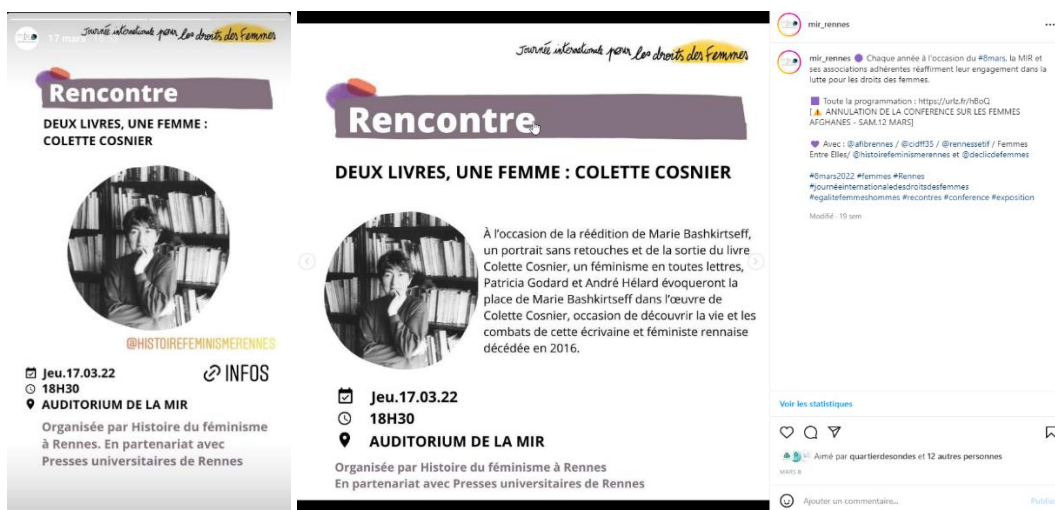 17 mars
Journée internationale pour les droits des Femmes
Rencontre
DEUX LIVRES, UNE FEMME :
COLETTE COSNIER
@HISTOIREFEMINISMERENNES
Jeu.17.03.22
INFOS
18H30
AUDITORIUM DE LA MIR
Organisée par Histoire du féminisme
à Rennes. En partenariat avec
Presses universitaires de Rennes
Journée internationale pour les droits des Femmes
Rencontre
DEUX LIVRES, UNE FEMME : COLETTE COSNIER
À l'occasion de la réédition de Marie Bashkirtseff,
un portrait sans retouches et de la sortie du livre
Colette Cosnier, un féminisme en toutes lettres,
Patricia Godard et André Hélard évoqueront la
place de Marie Bashkirtseff dans l'œuvre de
Colette Cosnier, occasion de découvrir la vie et les
combats de cette écrivaine et féministe rennaise
décédée en 2016.
Jeu.17.03.22
18H30
AUDITORIUM DE LA MIR
Organisée par Histoire du féminisme à Rennes
En partenariat avec Presses universitaires de Rennes
mir_rennes
mir_rennes 🟣 Chaque année à l'occasion du #8mars, la MIR et
ses associations adhérentes réaffirment leur engagement dans la
lutte pour les droits des femmes.
🟪 Toute la programmation : https://urlz.fr/h8oQ
[⚠️ ANNULATION DE LA CONFERENCE SUR LES FEMMES
AFGHANES - SAM.12 MARS]
💜 Avec : @afibrennes / @cidff35 / @rennessetif / Femmes
Entre Elles/ @histoirefeminismerennes et @declicdefemmes
#8mars2022 #femmes #Rennes
#journéeinternationaledesdroitsdesfemmes
#egalitefemmeshommes #recontres #conference #exposition
Modifié · 19 sem
Voir les statistiques
Aimé par quartierdesondes et 12 autres personnes
MARS 8
Ajouter un commentaire...
Publier